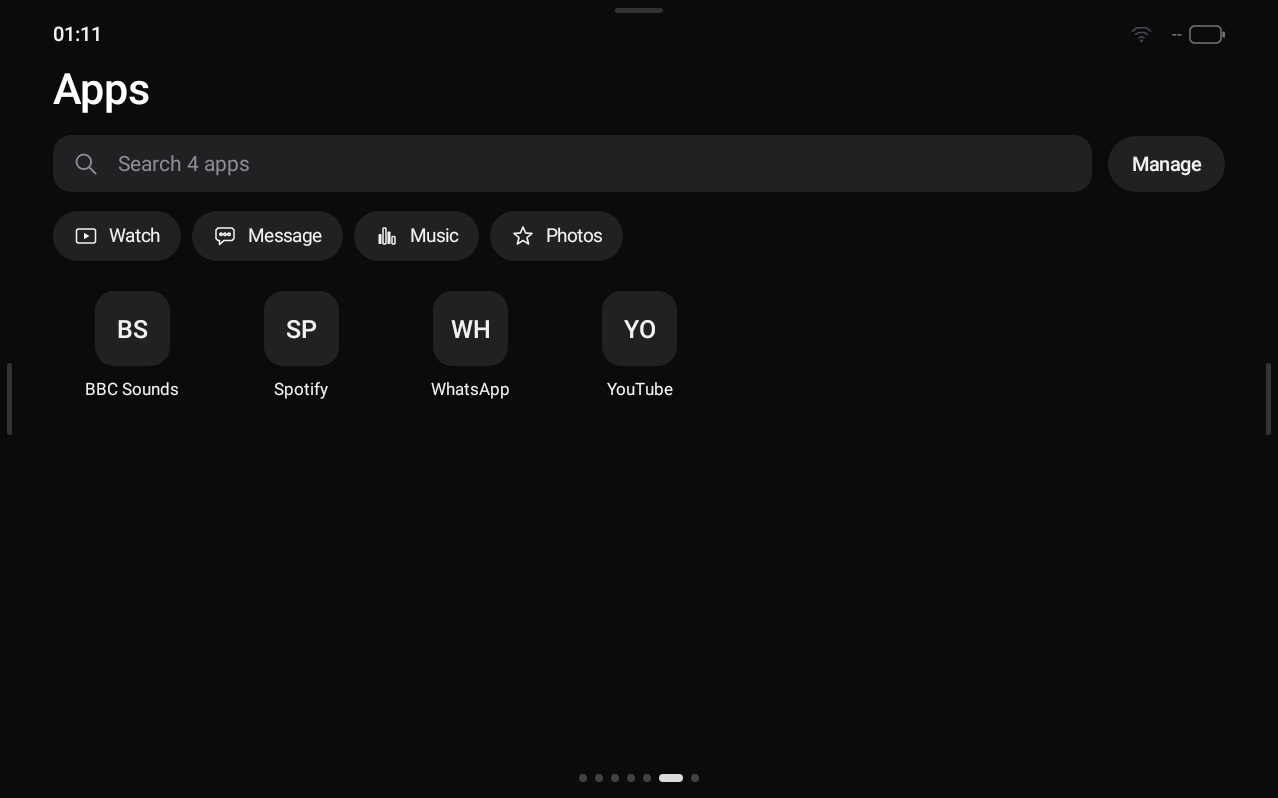 01:11
--
Apps
Search 4 apps
Manage
Watch
Message
Music
Photos
BS
SP
WH
YO
BBC Sounds
Spotify
WhatsApp
YouTube